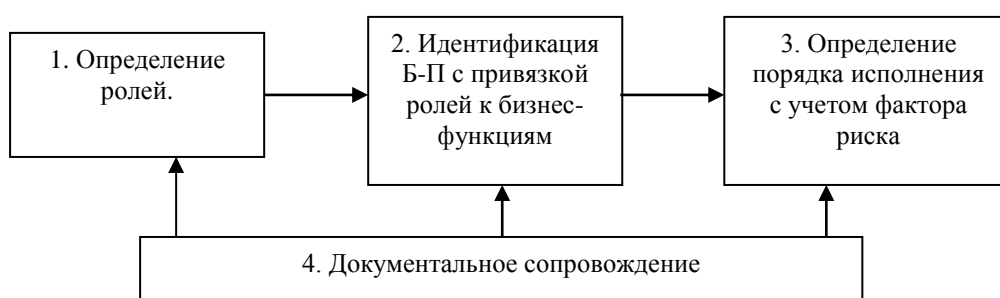 1. Определение
ролей.
2. Идентификация
Б-П с привязкой
ролей к бизнес-
функциям
3. Определение
порядка исполнения
с учетом фактора
риска
4. Документальное сопровождение